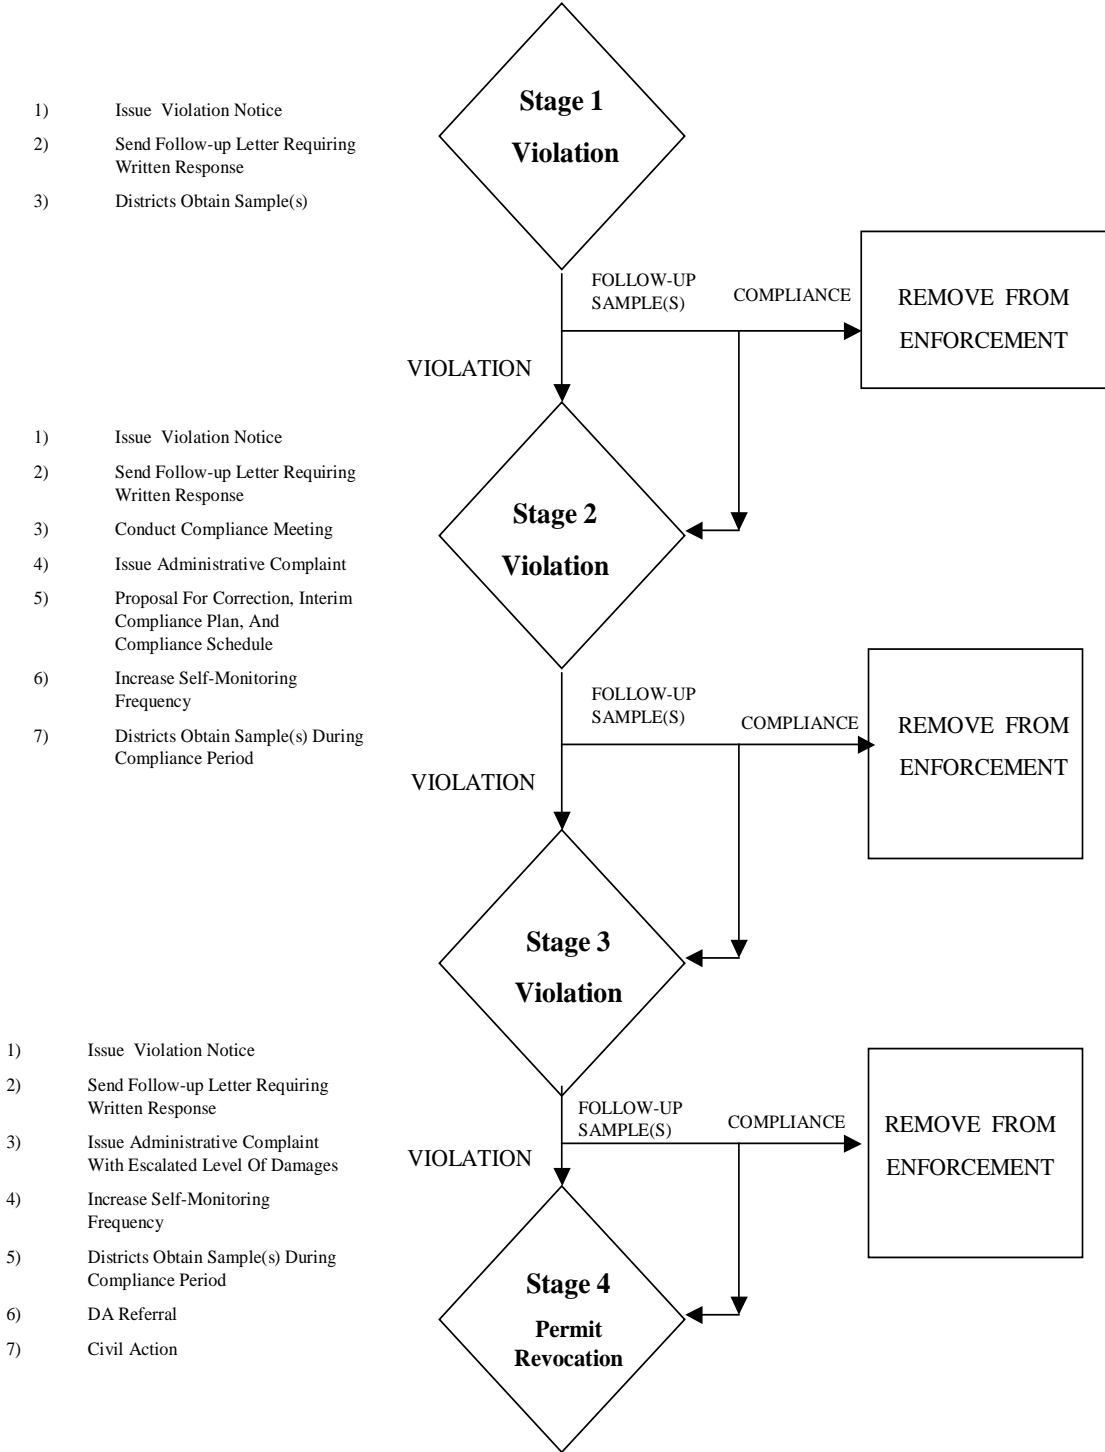 Stage 1
Violation
1) Issue Violation Notice
2) Send Follow-up Letter Requiring
Written Response
3) Districts Obtain Sample(s)
FOLLOW-UP
SAMPLE(S)
COMPLIANCE
REMOVE FROM
ENFORCEMENT
VIOLATION
1) Issue Violation Notice
2) Send Follow-up Letter Requiring
Written Response
3) Conduct Compliance Meeting
4) Issue Administrative Complaint
5) Proposal For Correction, Interim
Compliance Plan, And
Compliance Schedule
6) Increase Self-Monitoring
Frequency
7) Districts Obtain Sample(s) During
Compliance Period
Stage 2
Violation
FOLLOW-UP
SAMPLE(S)
COMPLIANCE
REMOVE FROM
ENFORCEMENT
VIOLATION
Stage 3
Violation
1) Issue Violation Notice
2) Send Follow-up Letter Requiring
Written Response
3) Issue Administrative Complaint
With Escalated Level Of Damages
4) Increase Self-Monitoring
Frequency
5) Districts Obtain Sample(s) During
Compliance Period
6) DA Referral
7) Civil Action
FOLLOW-UP
SAMPLE(S)
COMPLIANCE
REMOVE FROM
ENFORCEMENT
VIOLATION
Stage 4
Permit
Revocation